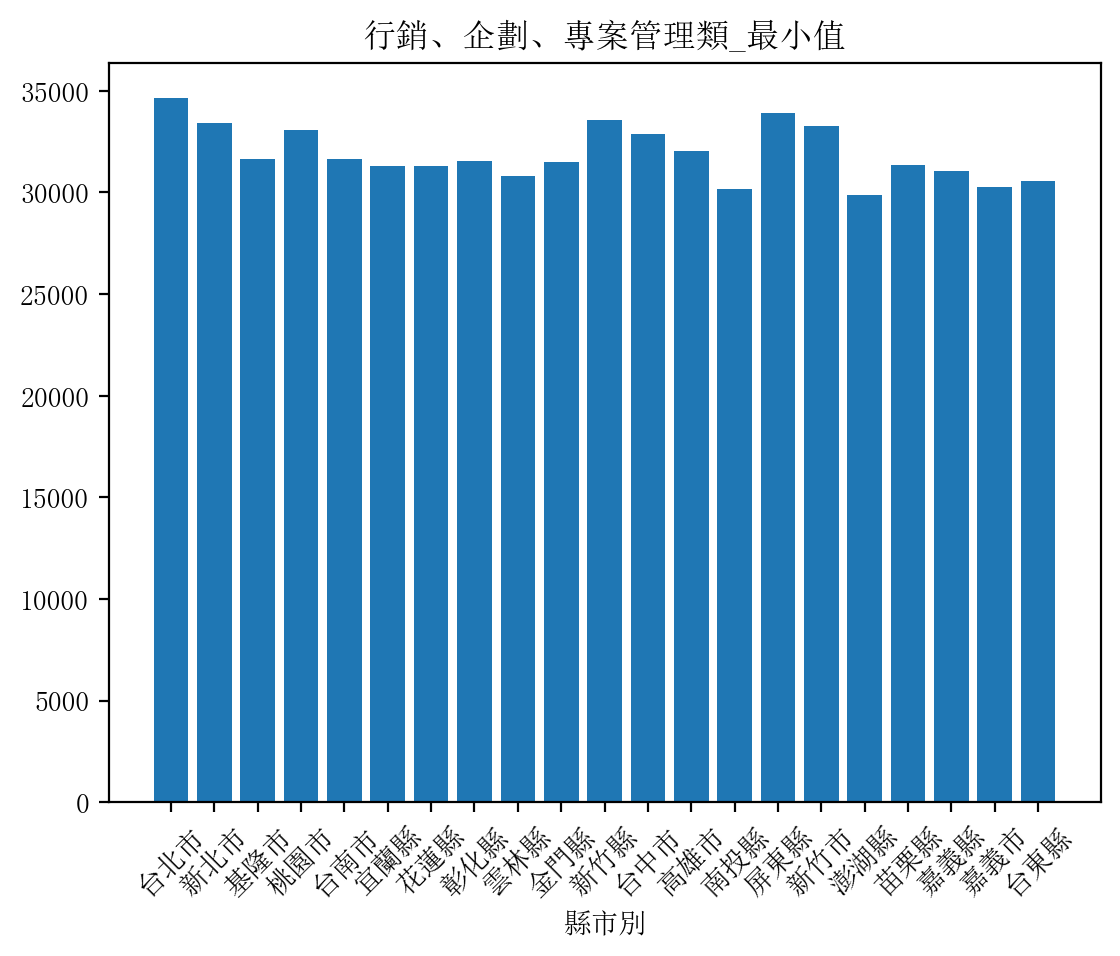 行銷、企劃、專案管理類_最小值
35000
30000
25000
20000
15000
10000
5000
0
台北市
新北市
基隆市
桃園市
台南市
宜蘭縣
花蓮縣
彰化縣
雲林縣
金門縣
新竹縣
台中市
高雄市
南投縣
屏東縣
新竹市
澎湖縣
苗栗縣
嘉義縣
嘉義市
台東縣
縣市別